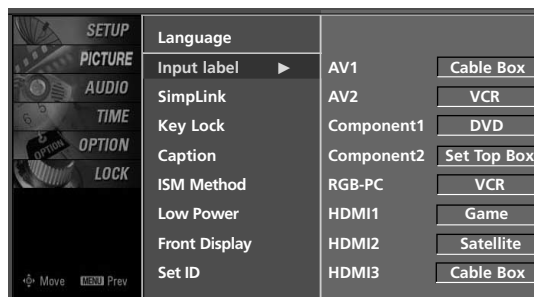 SETUP
PICTURE
AUDIO
TIME
OPTION
LOCK
Move MENU Prev
Language
Input label ►
SimpLink
Key Lock
Caption
ISM Method
Low Power
Front Display
Set ID
AV1 Cable Box
AV2 VCR
Component1 DVD
Component2 Set Top Box
RGB-PC VCR
HDMI1 Game
HDMI2 Satellite
HDMI3 Cable Box